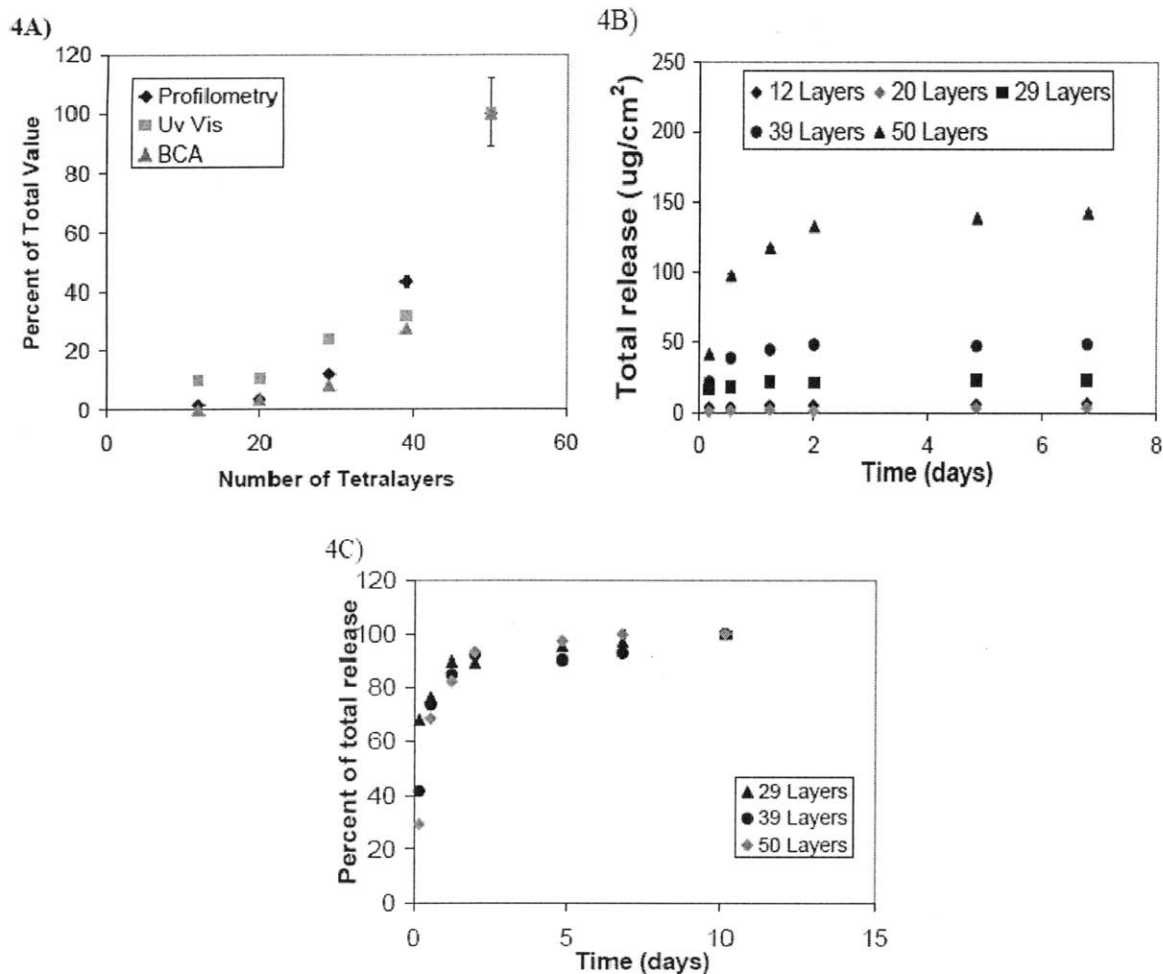 4A)
120
100
80
60
40
20
0
Percent of Total Value
Profilometry
Uv Vis
BCA
0
20
40
60
Number of Tetralayers
4B)
250
200
150
100
50
0
Total release (ug/cm²)
12 Layers 20 Layers 29 Layers
39 Layers 50 Layers
0
2
4
6
8
Time (days)
4C)
120
100
80
60
40
20
0
Percent of total release
29 Layers
39 Layers
50 Layers
0
5
10
15
Time (days)